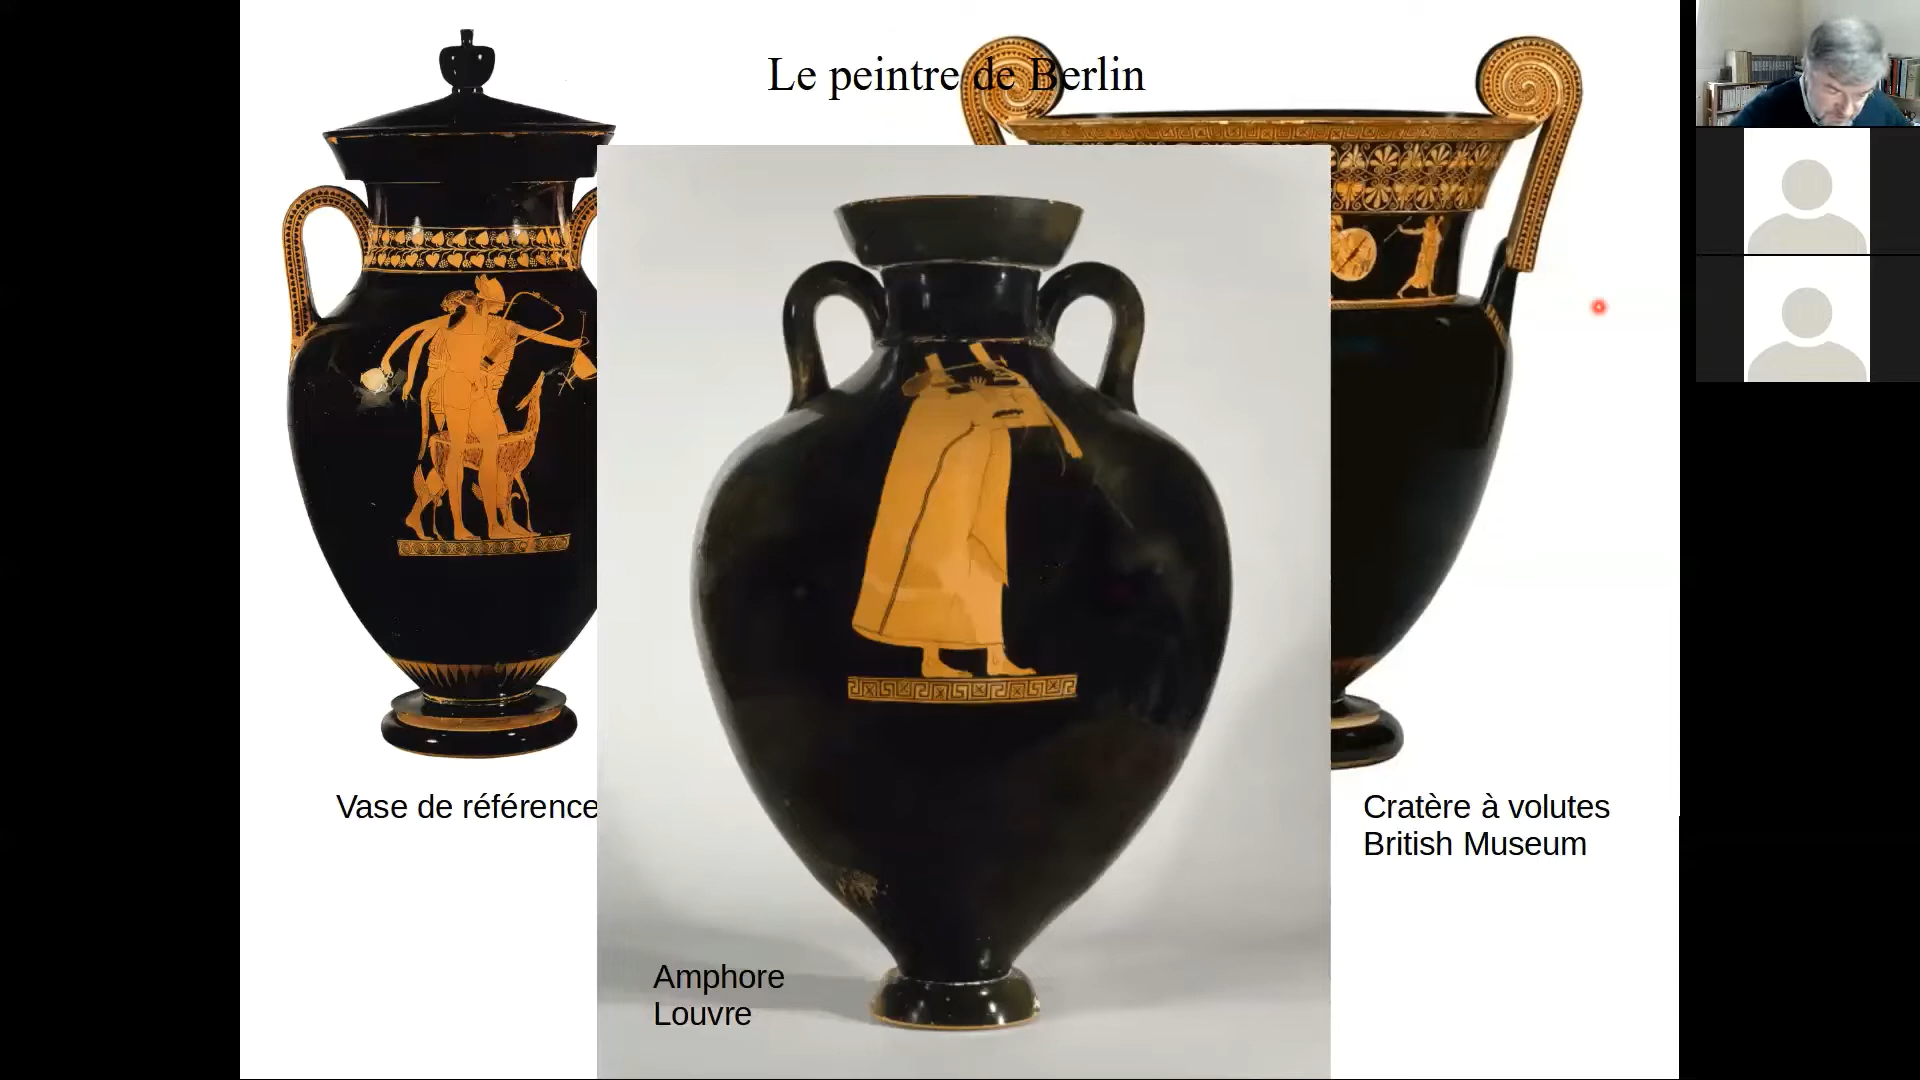 Le peintre de Berlin
Vase de référence
Cratère à volutes
British Museum
Amphore
Louvre